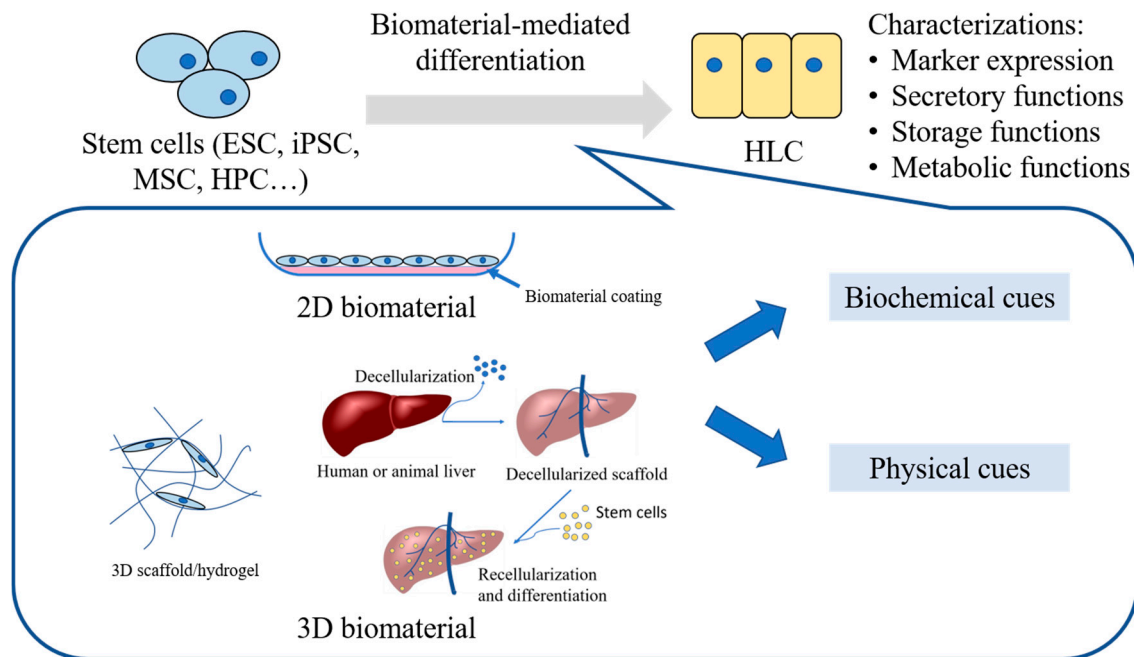 Biomaterial-mediated
differentiation
Stem cells (ESC, iPSC,
MSC, HPC…)
HLC
Characterizations:
• Marker expression
• Secretory functions
• Storage functions
• Metabolic functions
Biomaterial coating
2D biomaterial
Decellularization
Human or animal liver
Decellularized scaffold
Stem cells
Recellularization
and differentiation
3D scaffold/hydrogel
3D biomaterial
Biochemical cues
Physical cues